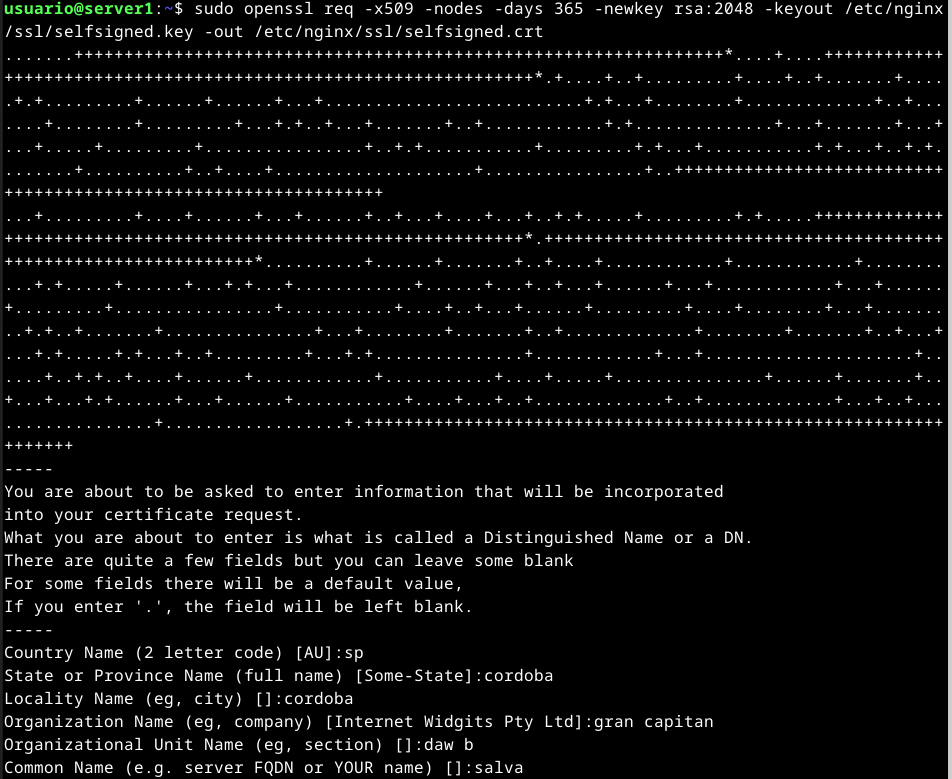 usuario@server1:~$ sudo openssl req -x509 -nodes -days 365 -newkey rsa:2048 -keyout /etc/nginx
/ssl/selfsigned.key -out /etc/nginx/ssl/selfsigned.crt
-----
You are about to be asked to enter information that will be incorporated
into your certificate request.
What you are about to enter is what is called a Distinguished Name or a DN.
There are quite a few fields but you can leave some blank
For some fields there will be a default value,
If you enter '.', the field will be left blank.
-----
Country Name (2 letter code) [AU]:sp
State or Province Name (full name) [Some-State]:cordoba
Locality Name (eg, city) []:cordoba
Organization Name (eg, company) [Internet Widgits Pty Ltd]:gran capitan
Organizational Unit Name (eg, section) []:daw b
Common Name (e.g. server FQDN or YOUR name) []:salva